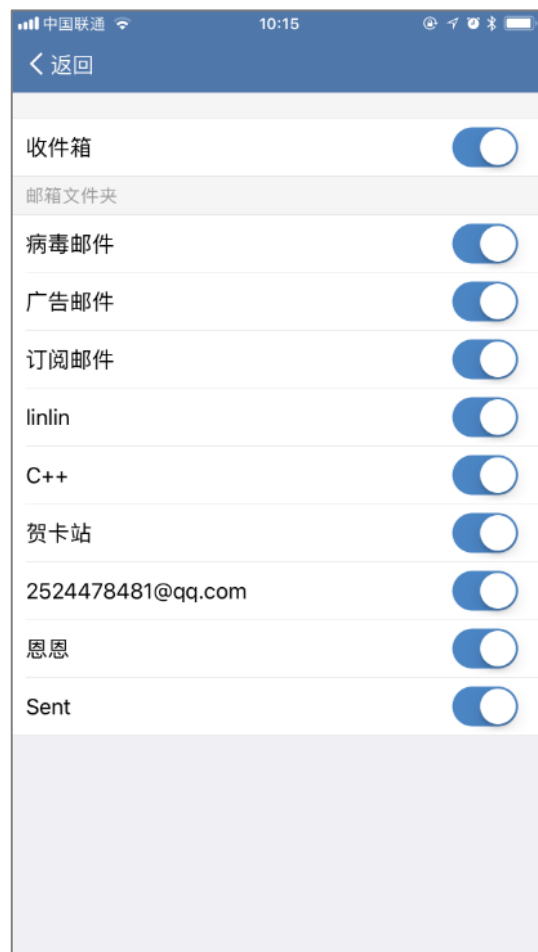 中国联通 10:15
返回
收件箱
邮箱文件夹
病毒邮件
广告邮件
订阅邮件
linlin
C++
贺卡站
2524478481@qq.com
恩恩
Sent